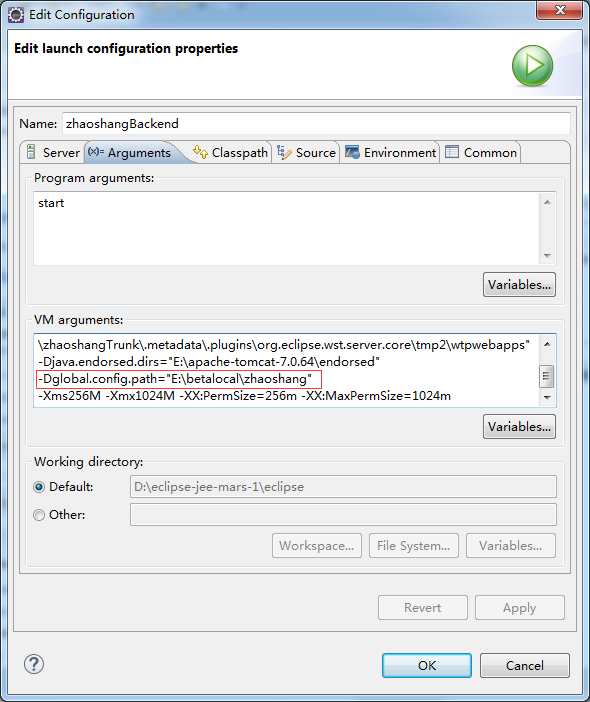 Edit Configuration
Edit launch configuration properties
Name: zhaoshangBackend
Server (x)= Arguments Classpath Source Environment Common
Program arguments:
start
Variables...
VM arguments:
\zhaoshangTrunk\.metadata\.plugins\org.eclipse.wst.server.core\tmp2\wtpwebapps"
-Djava.endorsed.dirs="E:\apache-tomcat-7.0.64\endorsed"
-Dglobal.config.path="E:\betalocal\zhaoshang"
-Xms256M -Xmx1024M -XX:PermSize=256m -XX:MaxPermSize=1024m
Variables...
Working directory:
Default: D:\eclipse-jee-mars-1\eclipse
Other:
Workspace... File System... Variables...
Revert Apply
? OK Cancel